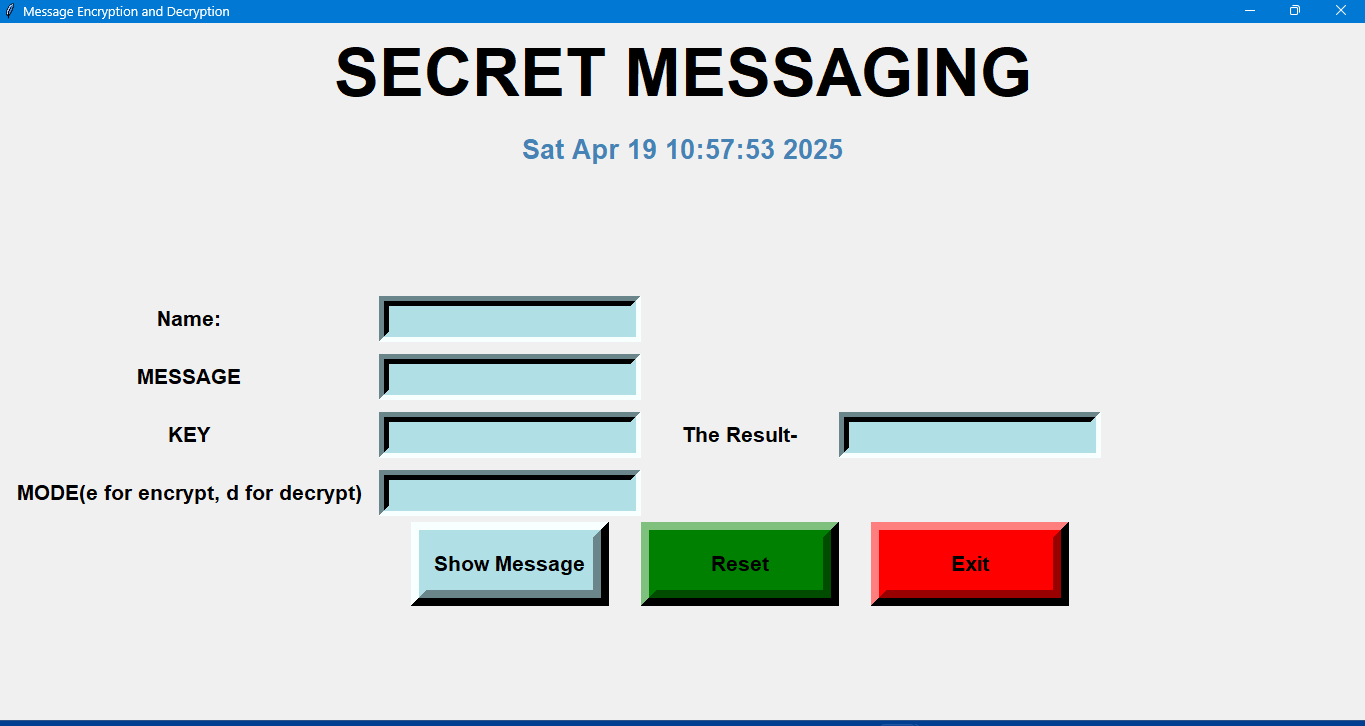 Message Encryption and Decryption
SECRET MESSAGING
Sat Apr 19 10:57:53 2025
Name:
MESSAGE
KEY
The Result-
MODE(e for encrypt, d for decrypt)
Show Message
Reset
Exit